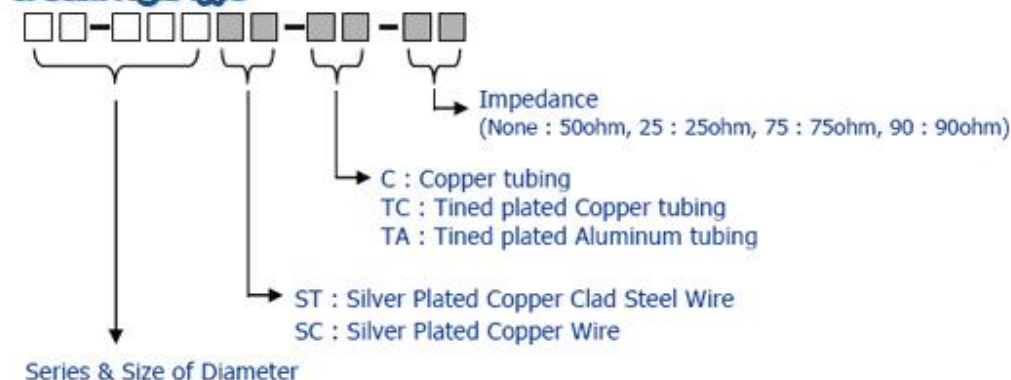 Impedance
(None : 50ohm, 25 : 25ohm, 75 : 75ohm, 90 : 90ohm)
C : Copper tubing
TC : Tined plated Copper tubing
TA : Tined plated Aluminum tubing
ST : Silver Plated Copper Clad Steel Wire
SC : Silver Plated Copper Wire
Series & Size of Diameter